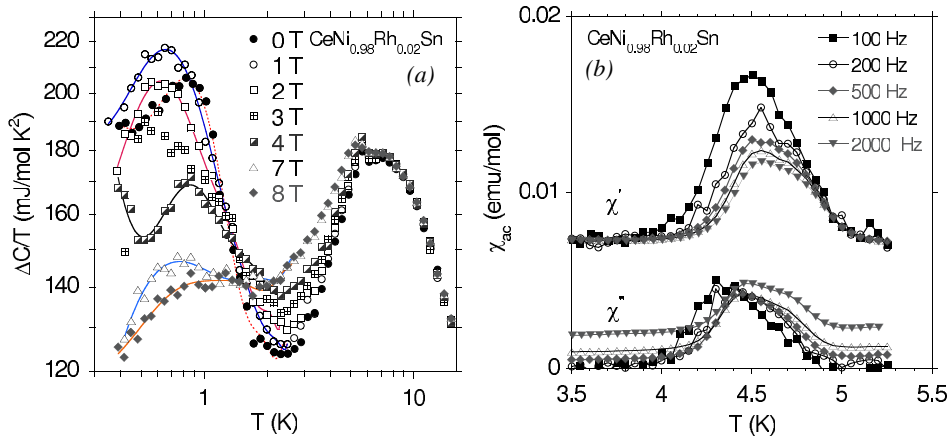 220
200
180
160
140
120
ΔC/T (mJ/mol K²)
1
10
T (K)
CeNi₀.₉₈Rh₀.₀₂Sn
(a)
0 T
1 T
2 T
3 T
4 T
7 T
8 T
0.02
0.01
0
χac (emu/mol)
3.5
4.0
4.5
5.0
5.5
T (K)
CeNi₀.₉₈Rh₀.₀₂Sn
(b)
100 Hz
200 Hz
500 Hz
1000 Hz
2000 Hz
χ'
χ"